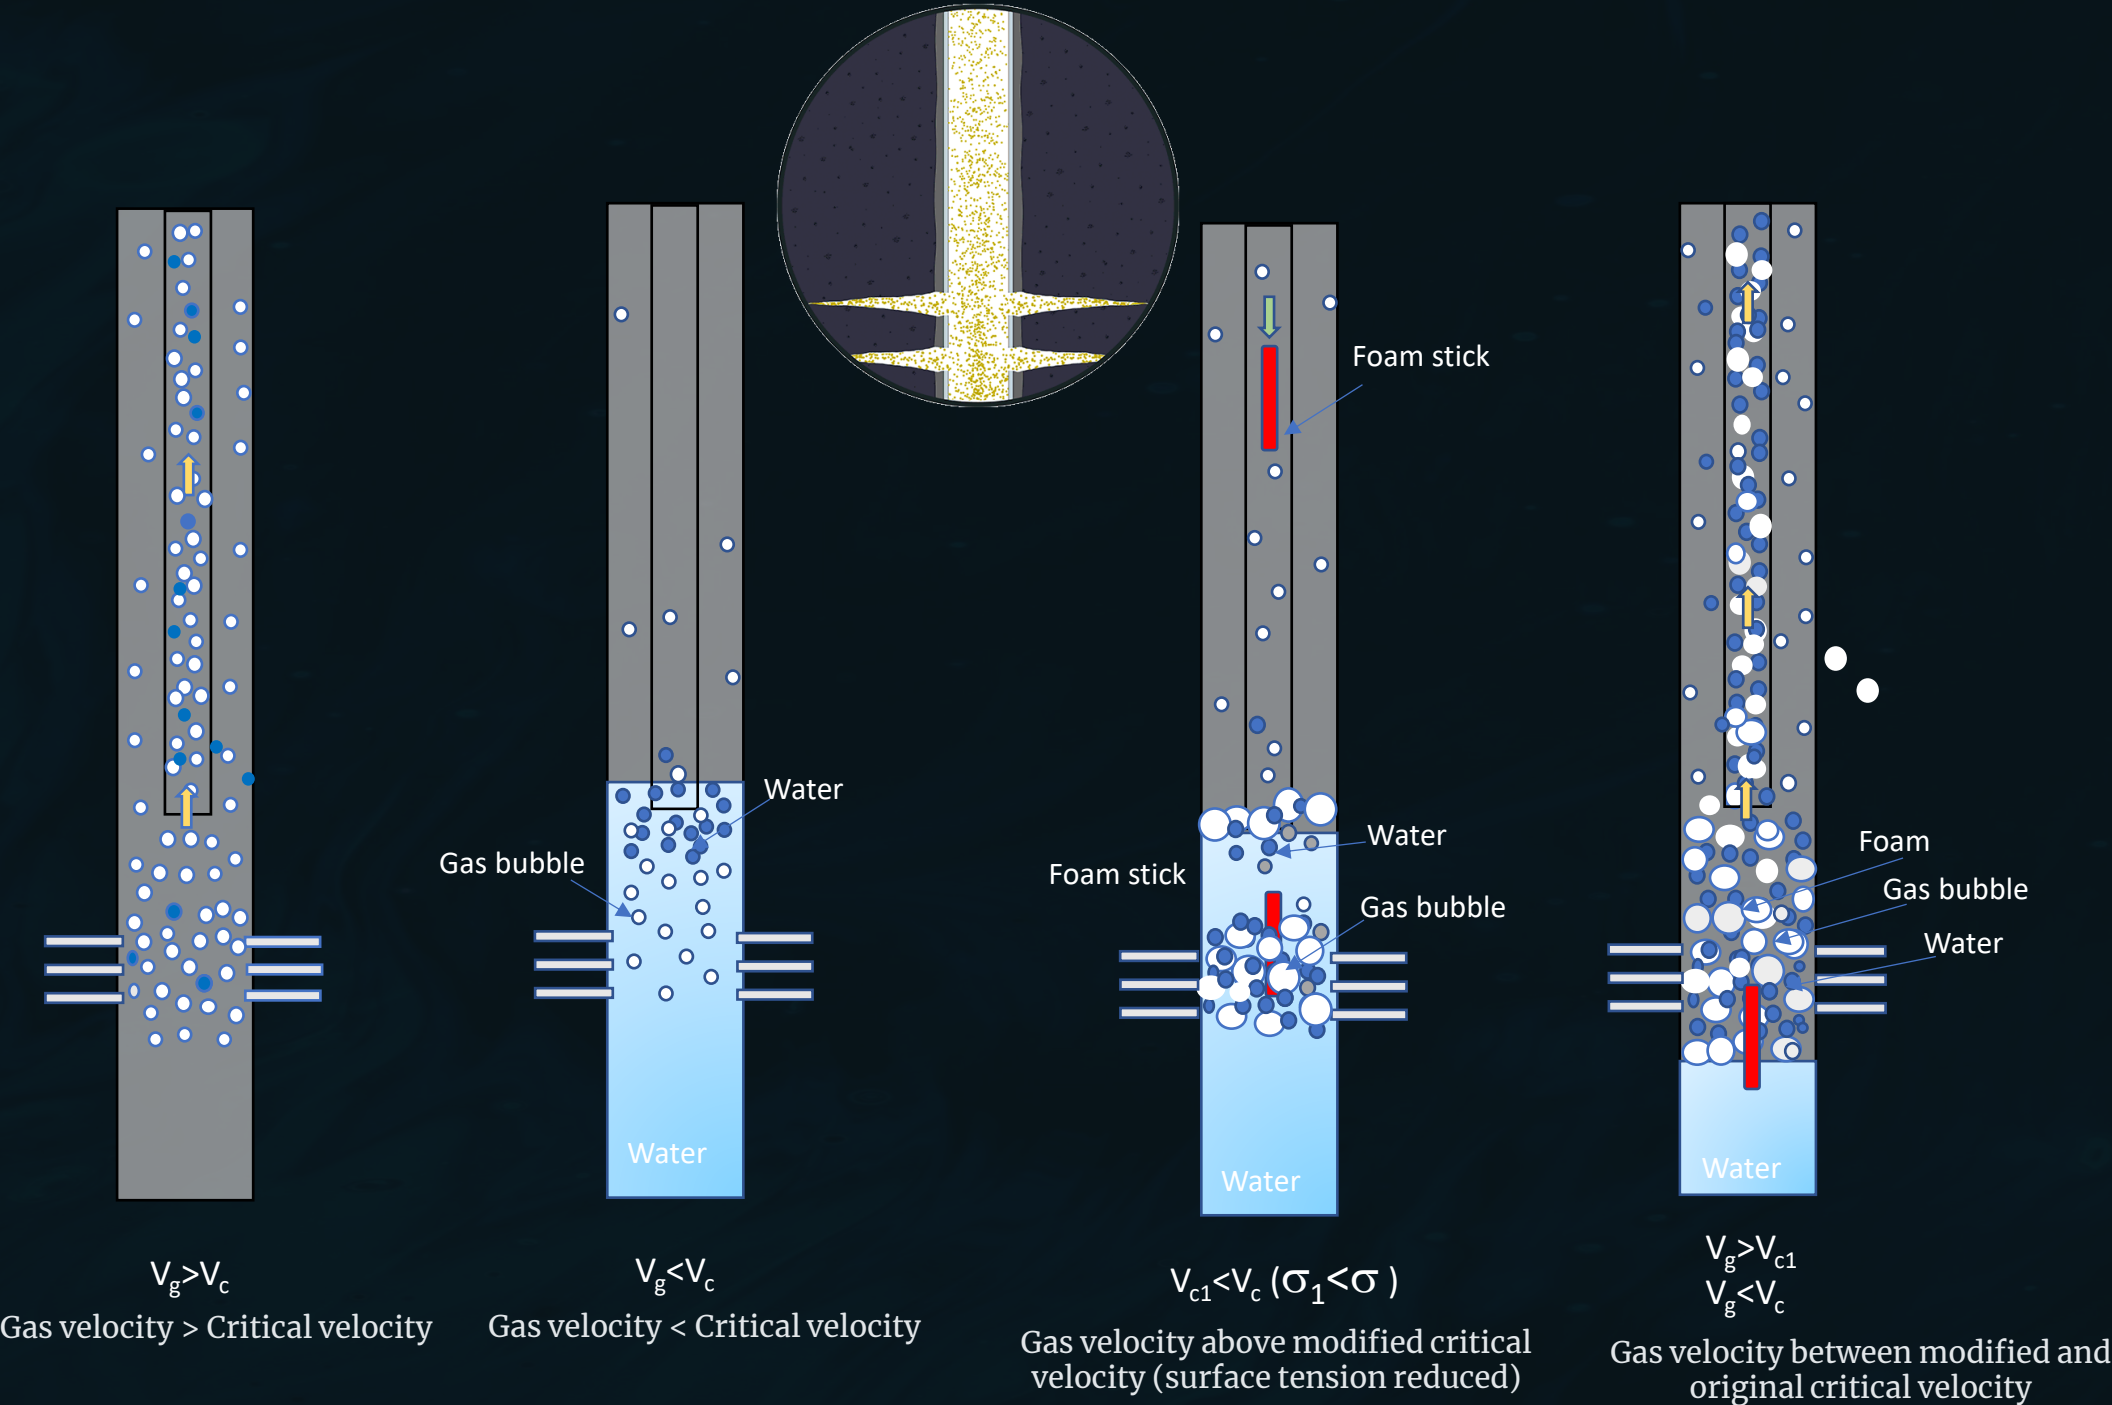 Foam stick
Water
Gas bubble
Water
Foam stick
Water
Gas bubble
Foam
Gas bubble
Water
Water
Water
Water
Vg>Vc
Gas velocity > Critical velocity
Vg<Vc
Gas velocity < Critical velocity
Vc1<Vc (σ1<σ )
Gas velocity above modified critical
velocity (surface tension reduced)
Vg>Vc1
Vg<Vc
Gas velocity between modified and
original critical velocity